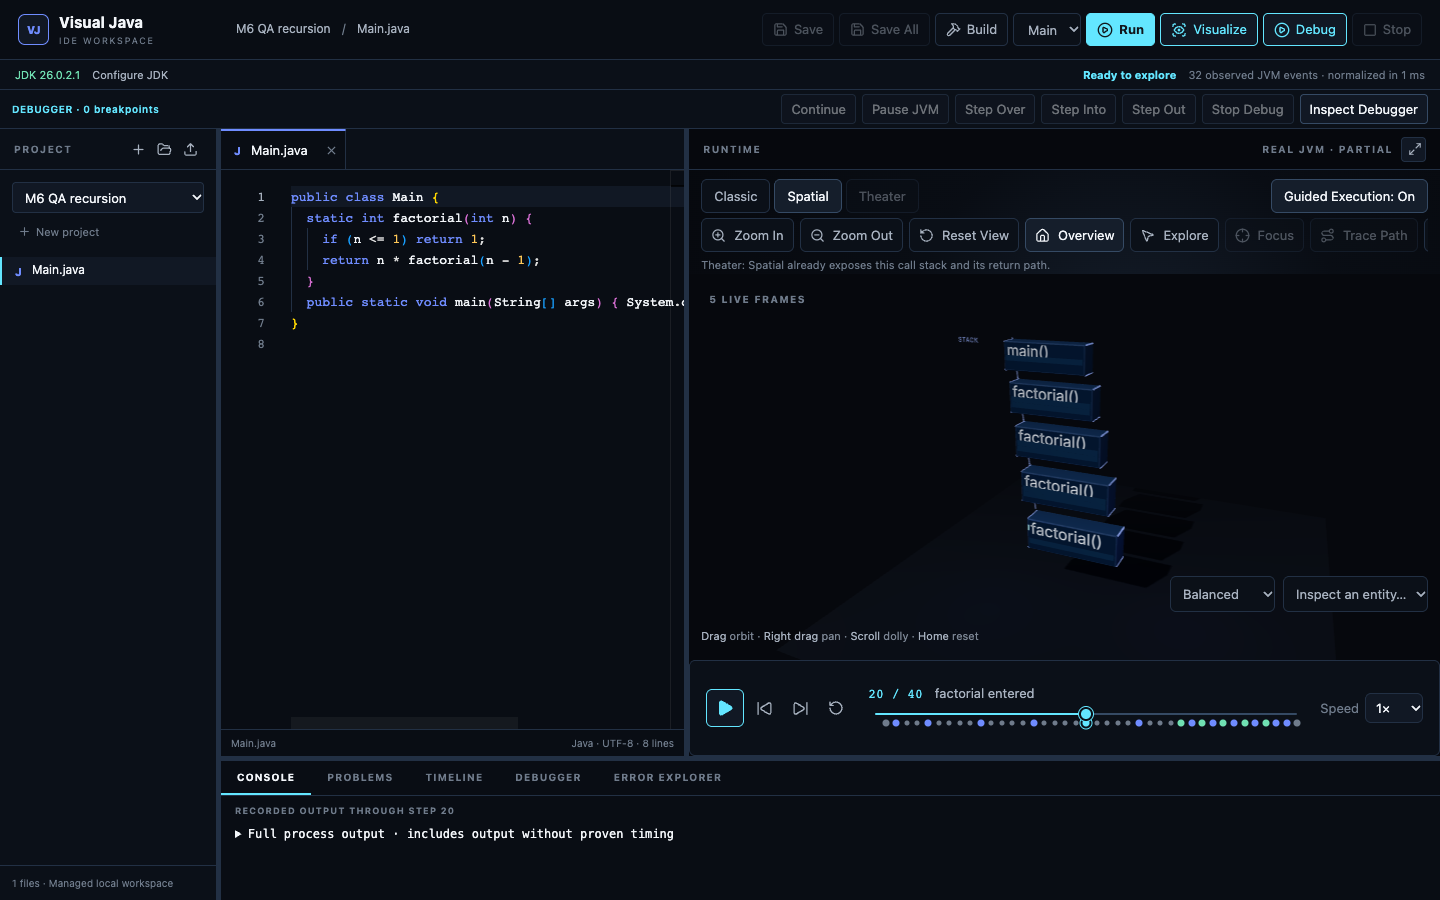 VJ
Visual Java
IDE WORKSPACE
M6 QA recursion / Main.java
Save
Save All
Build
Main
Run
Visualize
Debug
Stop
JDK 26.0.2.1 Configure JDK
Ready to explore 32 observed JVM events · normalized in 1 ms
DEBUGGER · 0 breakpoints
Continue
Pause JVM
Step Over
Step Into
Step Out
Stop Debug
Inspect Debugger
PROJECT
M6 QA recursion
New project
J Main.java
1 files · Managed local workspace
J Main.java
1 public class Main {
2 static int factorial(int n) {
3 if (n <= 1) return 1;
4 return n * factorial(n - 1);
5 }
6 public static void main(String[] args) { System.
7 }
8
Main.java
Java · UTF-8 · 8 lines
RUNTIME
REAL JVM · PARTIAL
Classic
Spatial
Theater
Guided Execution: On
Zoom In
Zoom Out
Reset View
Overview
Explore
Focus
Trace Path
Theater: Spatial already exposes this call stack and its return path.
5 LIVE FRAMES
STACK
main()
factorial()
factorial()
factorial()
factorial()
Balanced
Inspect an entity...
Drag orbit · Right drag pan · Scroll dolly · Home reset
20 / 40 factorial entered
Speed
1×
CONSOLE
PROBLEMS
TIMELINE
DEBUGGER
ERROR EXPLORER
RECORDED OUTPUT THROUGH STEP 20
Full process output · includes output without proven timing